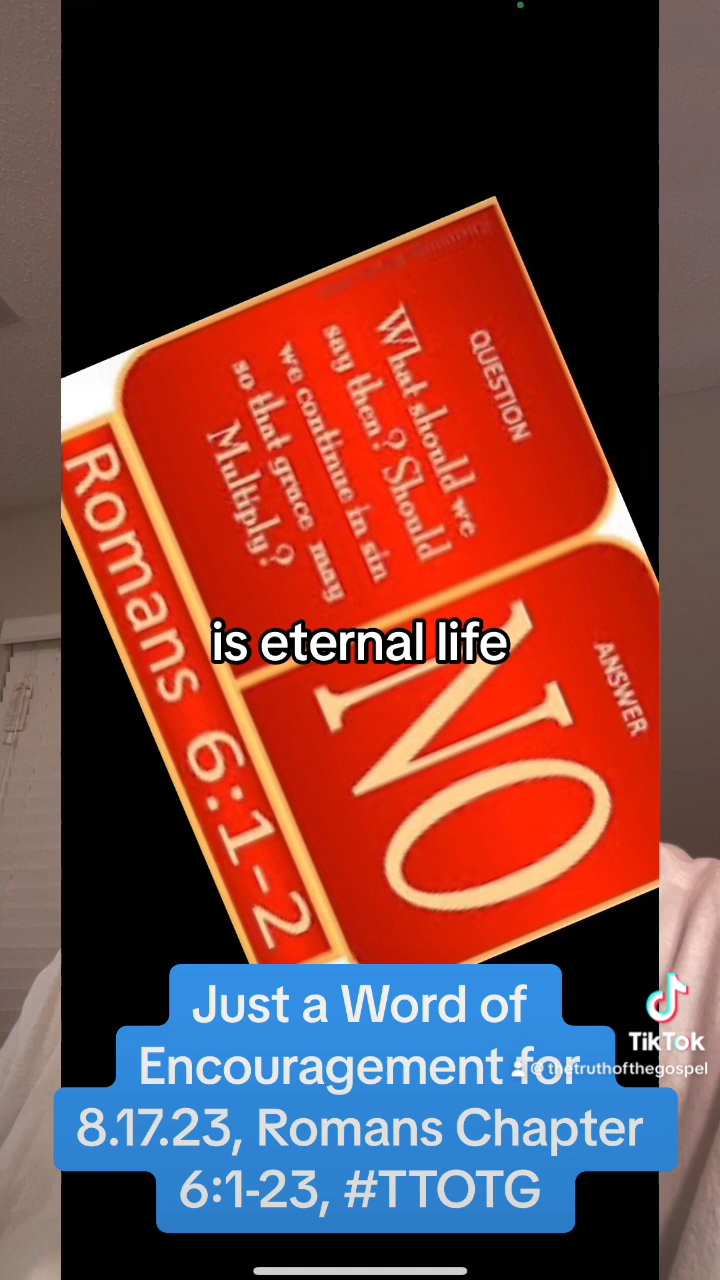 QUESTION
What should we
say then? Should
we continue in sin
so that grace may
Multiply?
ANSWER
NO
Romans 6:1-2
is eternal life
Just a Word of
Encouragement for
8.17.23, Romans Chapter
6:1-23, #TTOTG
TikTok
@thetruthofthegospel